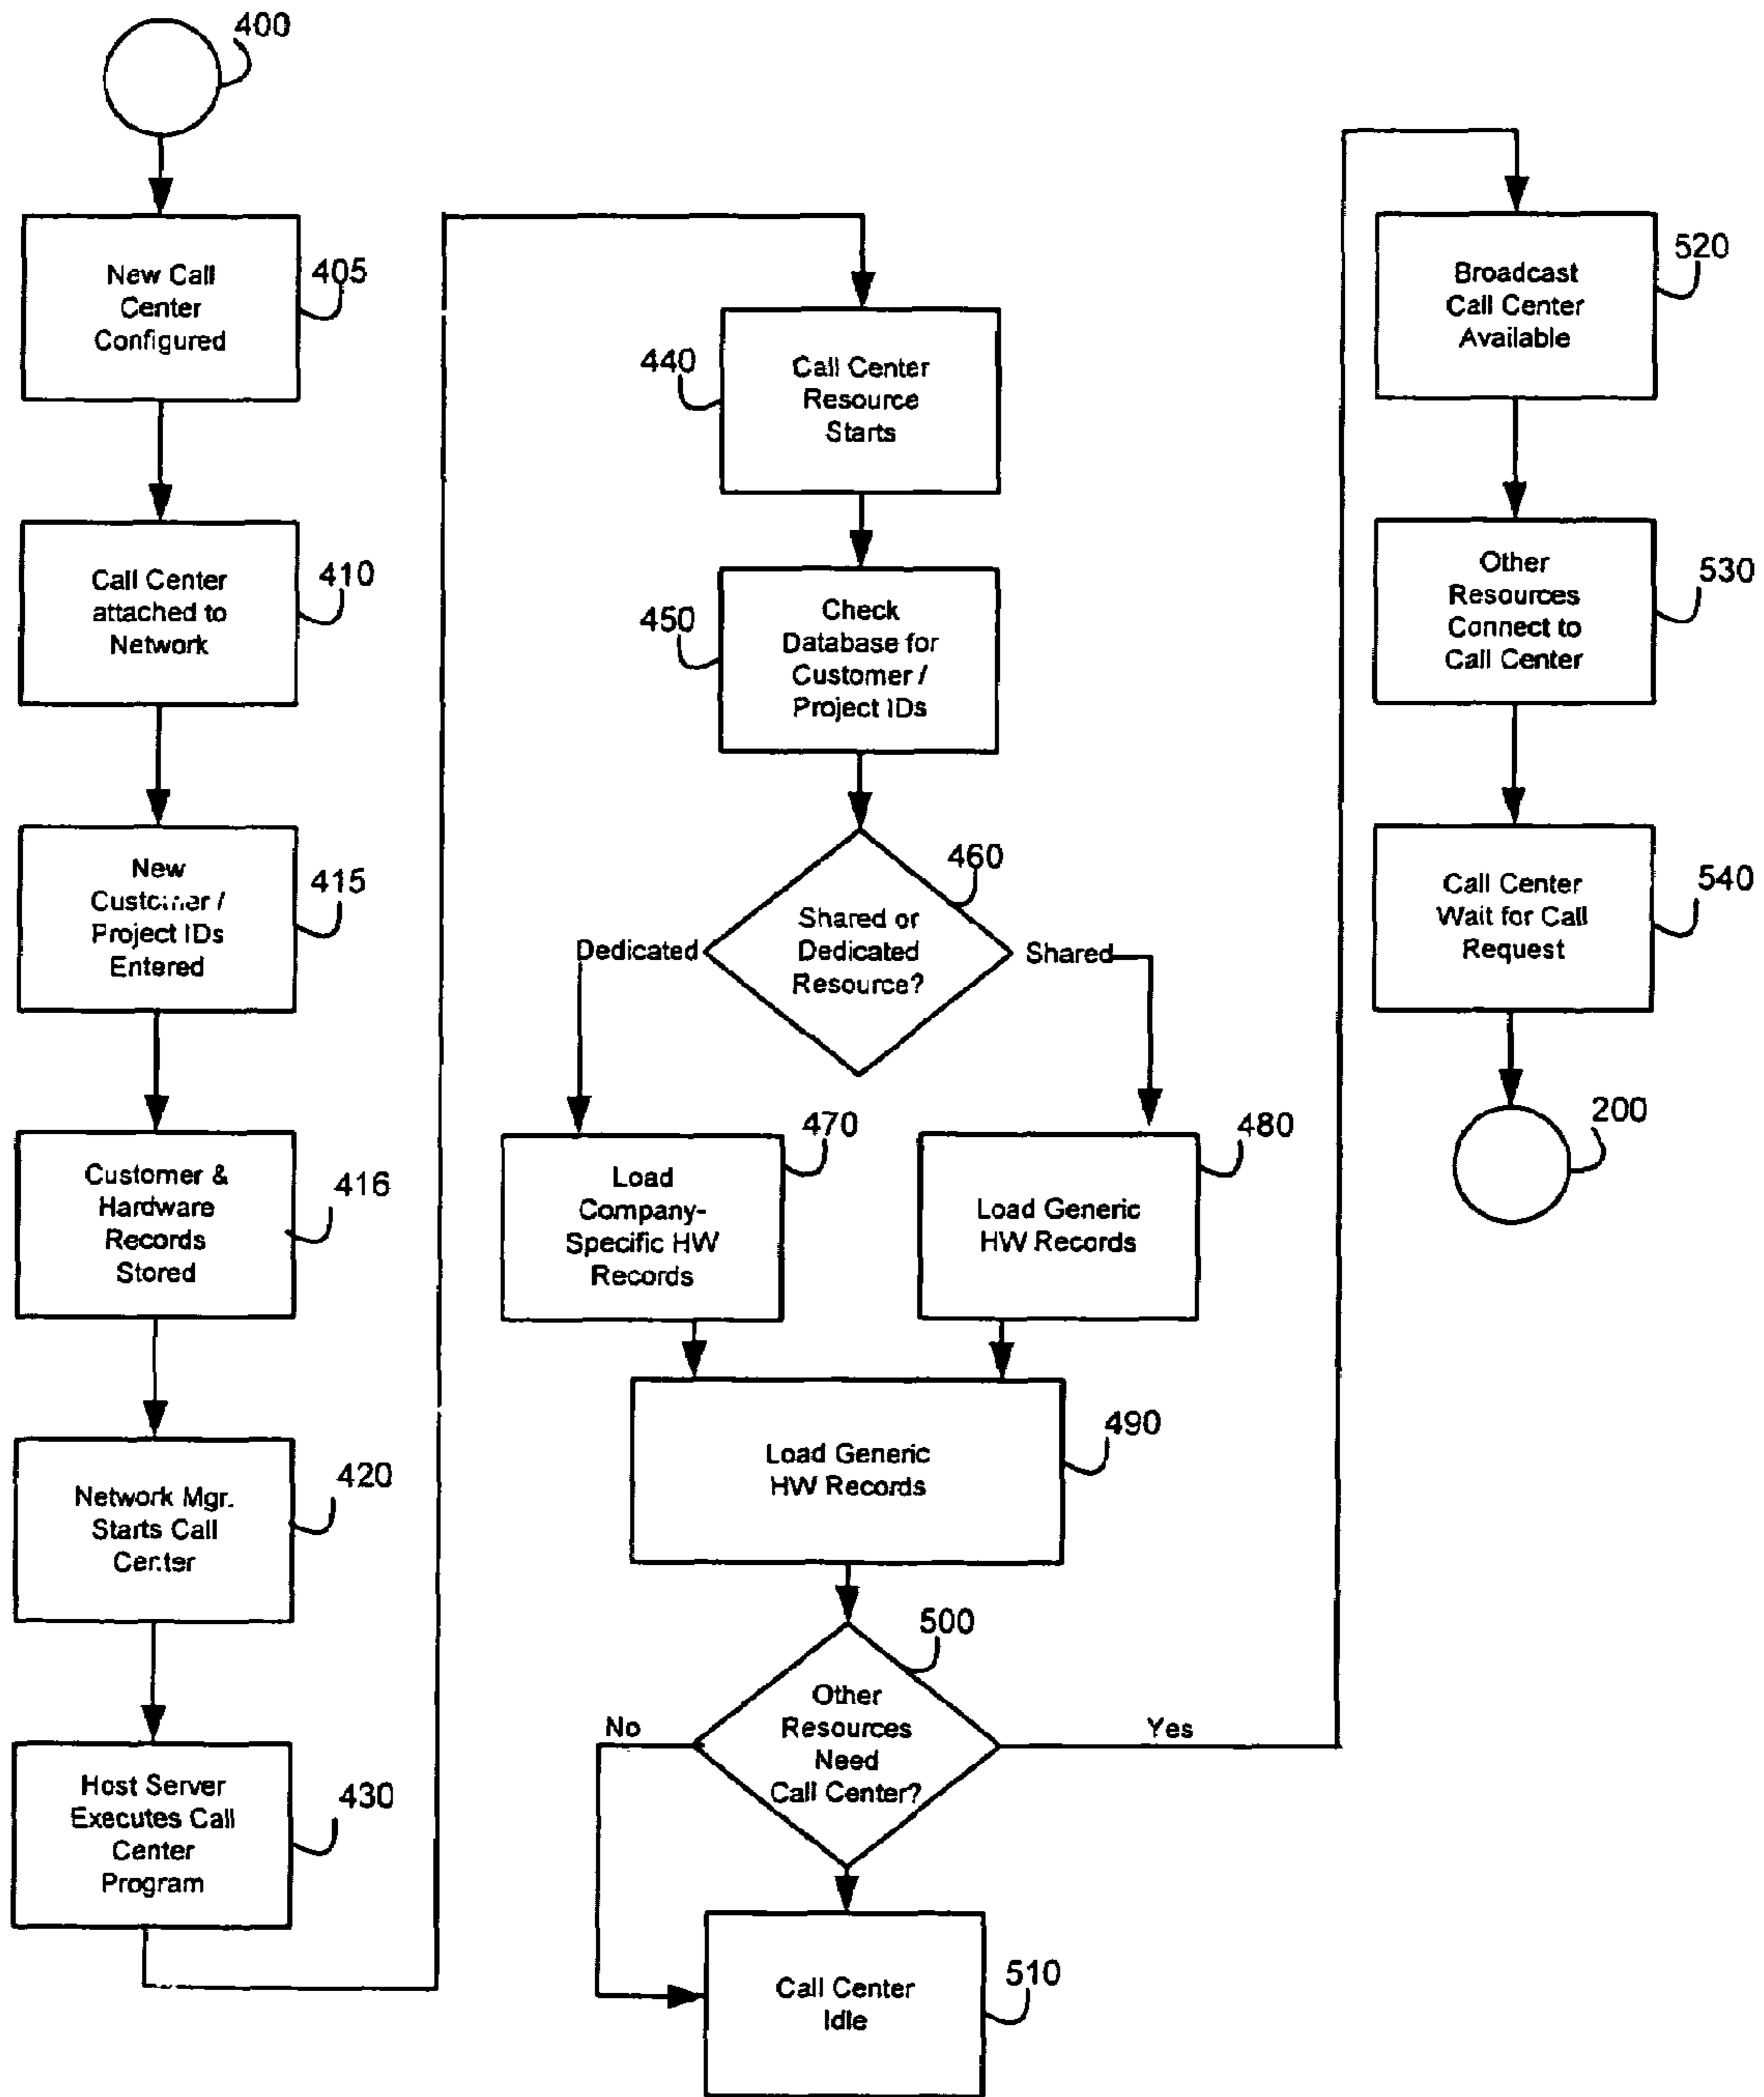 400
New Call
Center
Configured
405
Call Center
attached to
Network
410
New
Customer /
Project IDs
Entered
415
Customer &
Hardware
Records
Stored
416
Network Mgr.
Starts Call
Center
420
Host Server
Executes Call
Center
Program
430
440
Call Center
Resource
Starts
450
Check
Database for
Customer /
Project IDs
460
Shared or
Dedicated
Resource?
Dedicated
Shared
470
Load
Company-
Specific HW
Records
480
Load Generic
HW Records
490
Load Generic
HW Records
500
Other
Resources
Need
Call Center?
No
Yes
510
Call Center
Idle
520
Broadcast
Call Center
Available
530
Other
Resources
Connect to
Call Center
540
Call Center
Wait for Call
Request
200